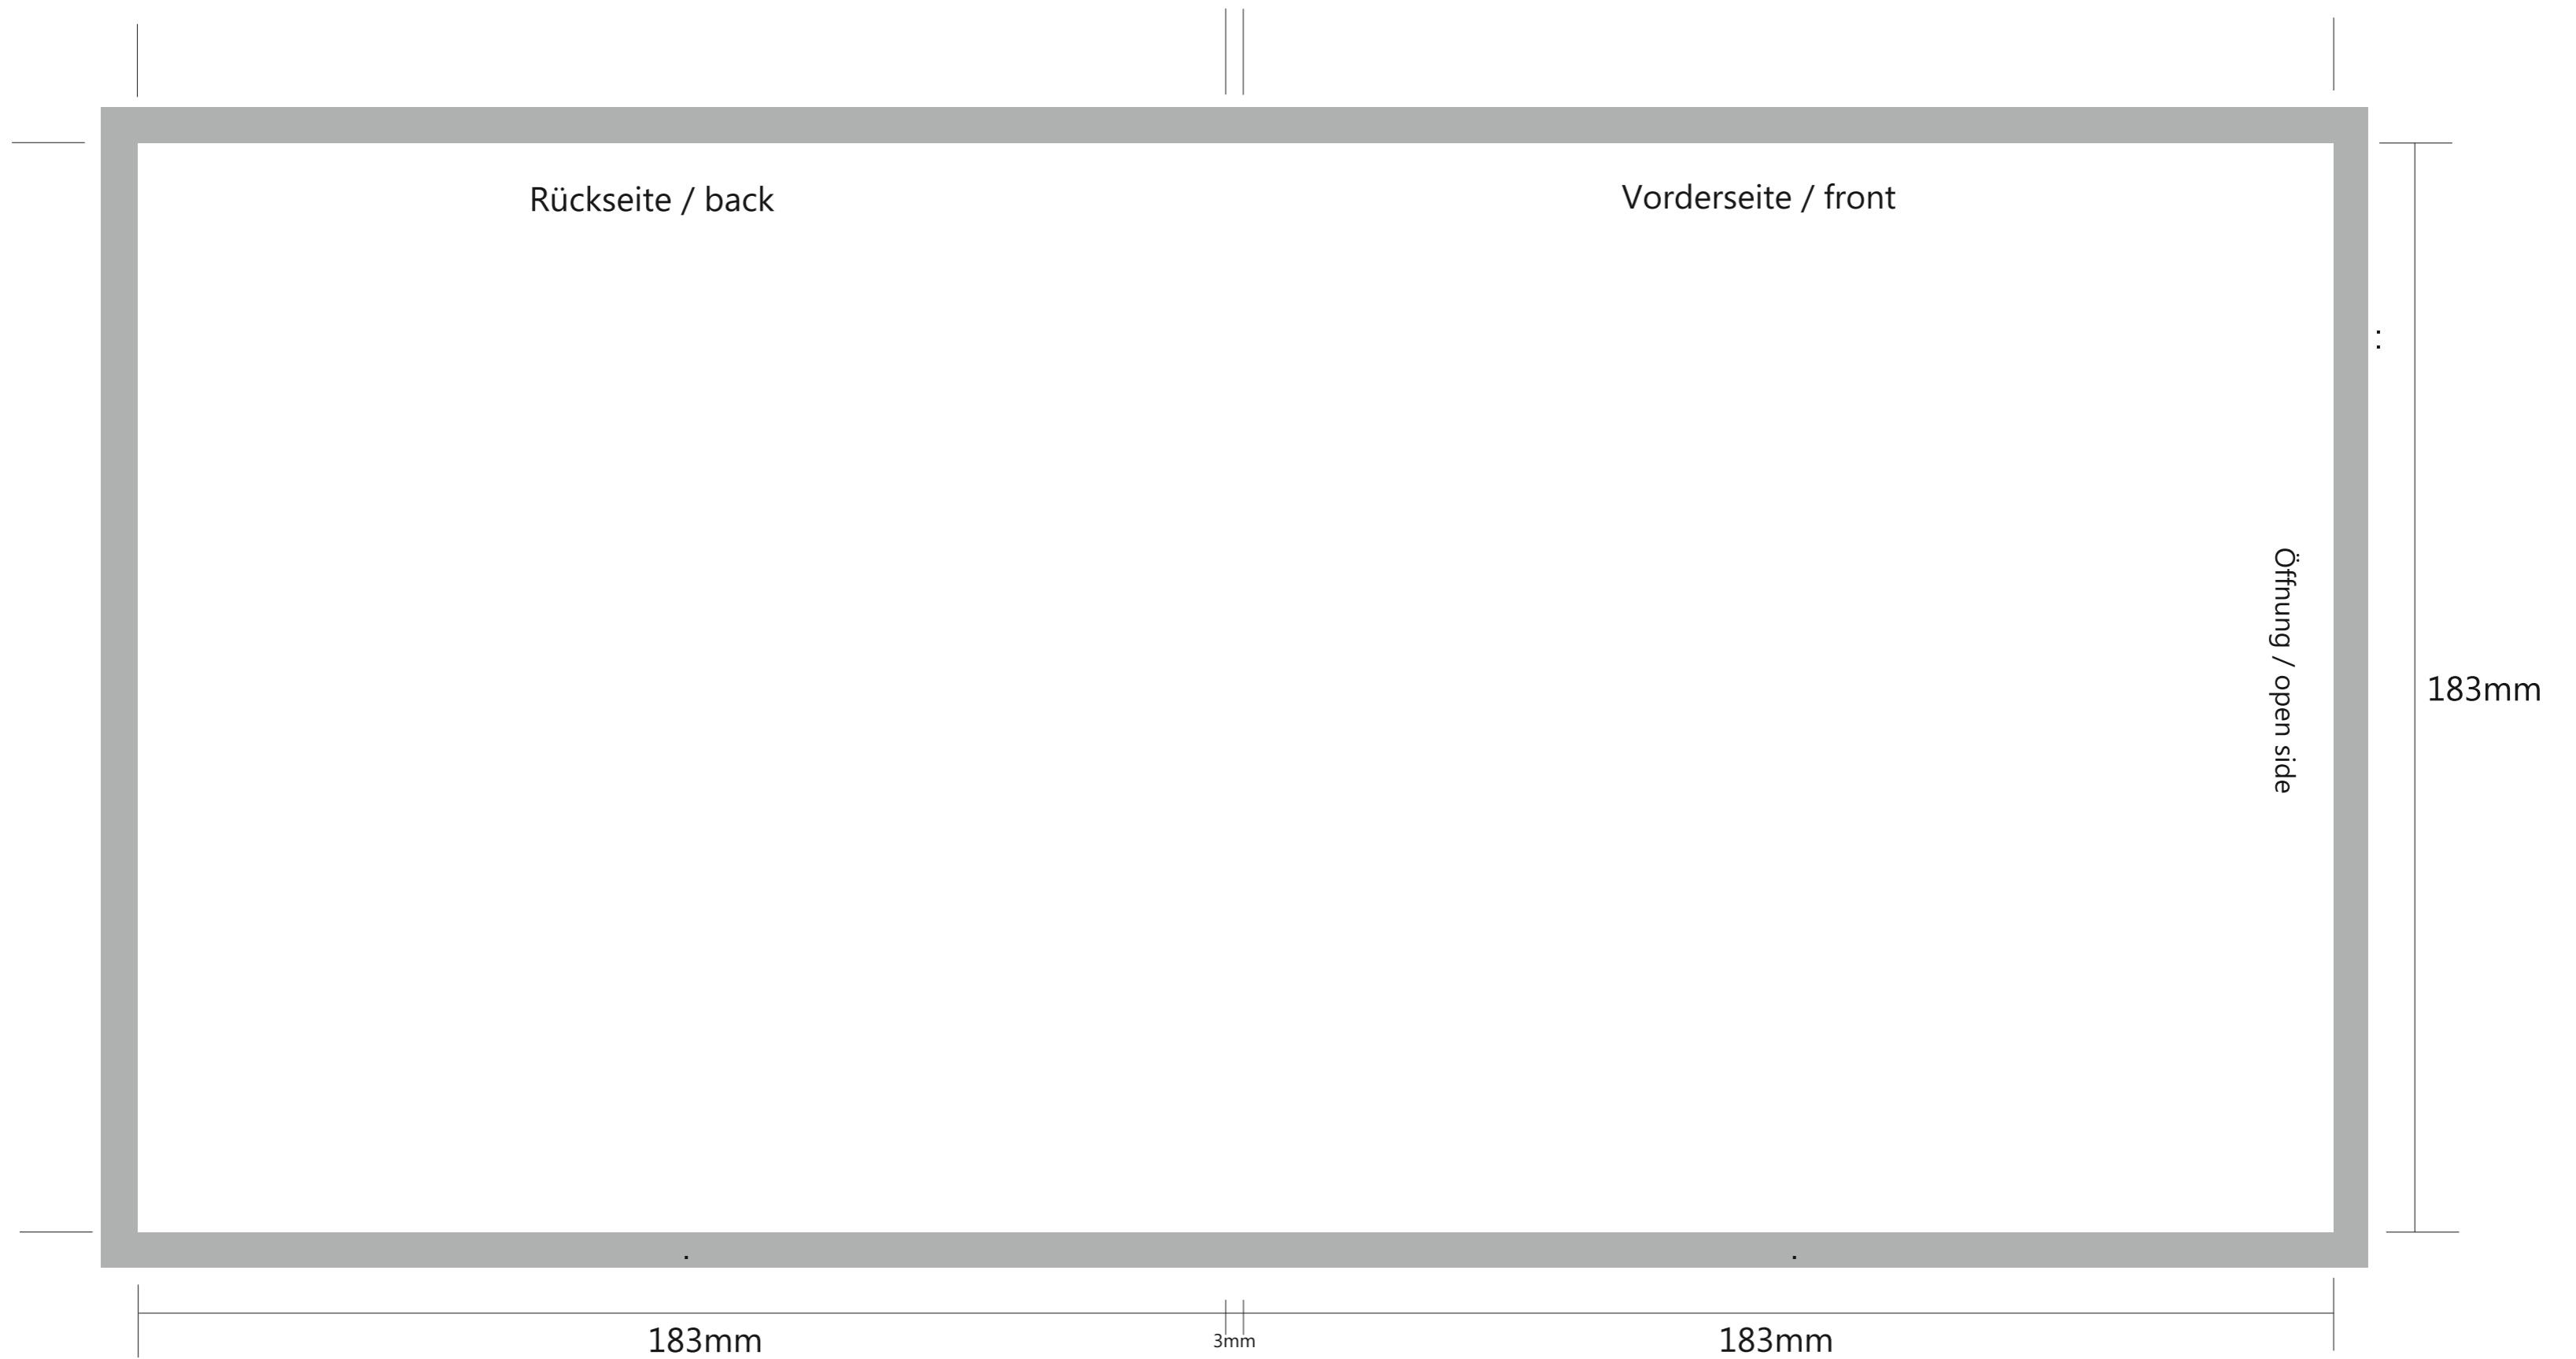 Rückseite / back
Vorderseite / front
Öffnung / open side
183mm
183mm
3mm
183mm